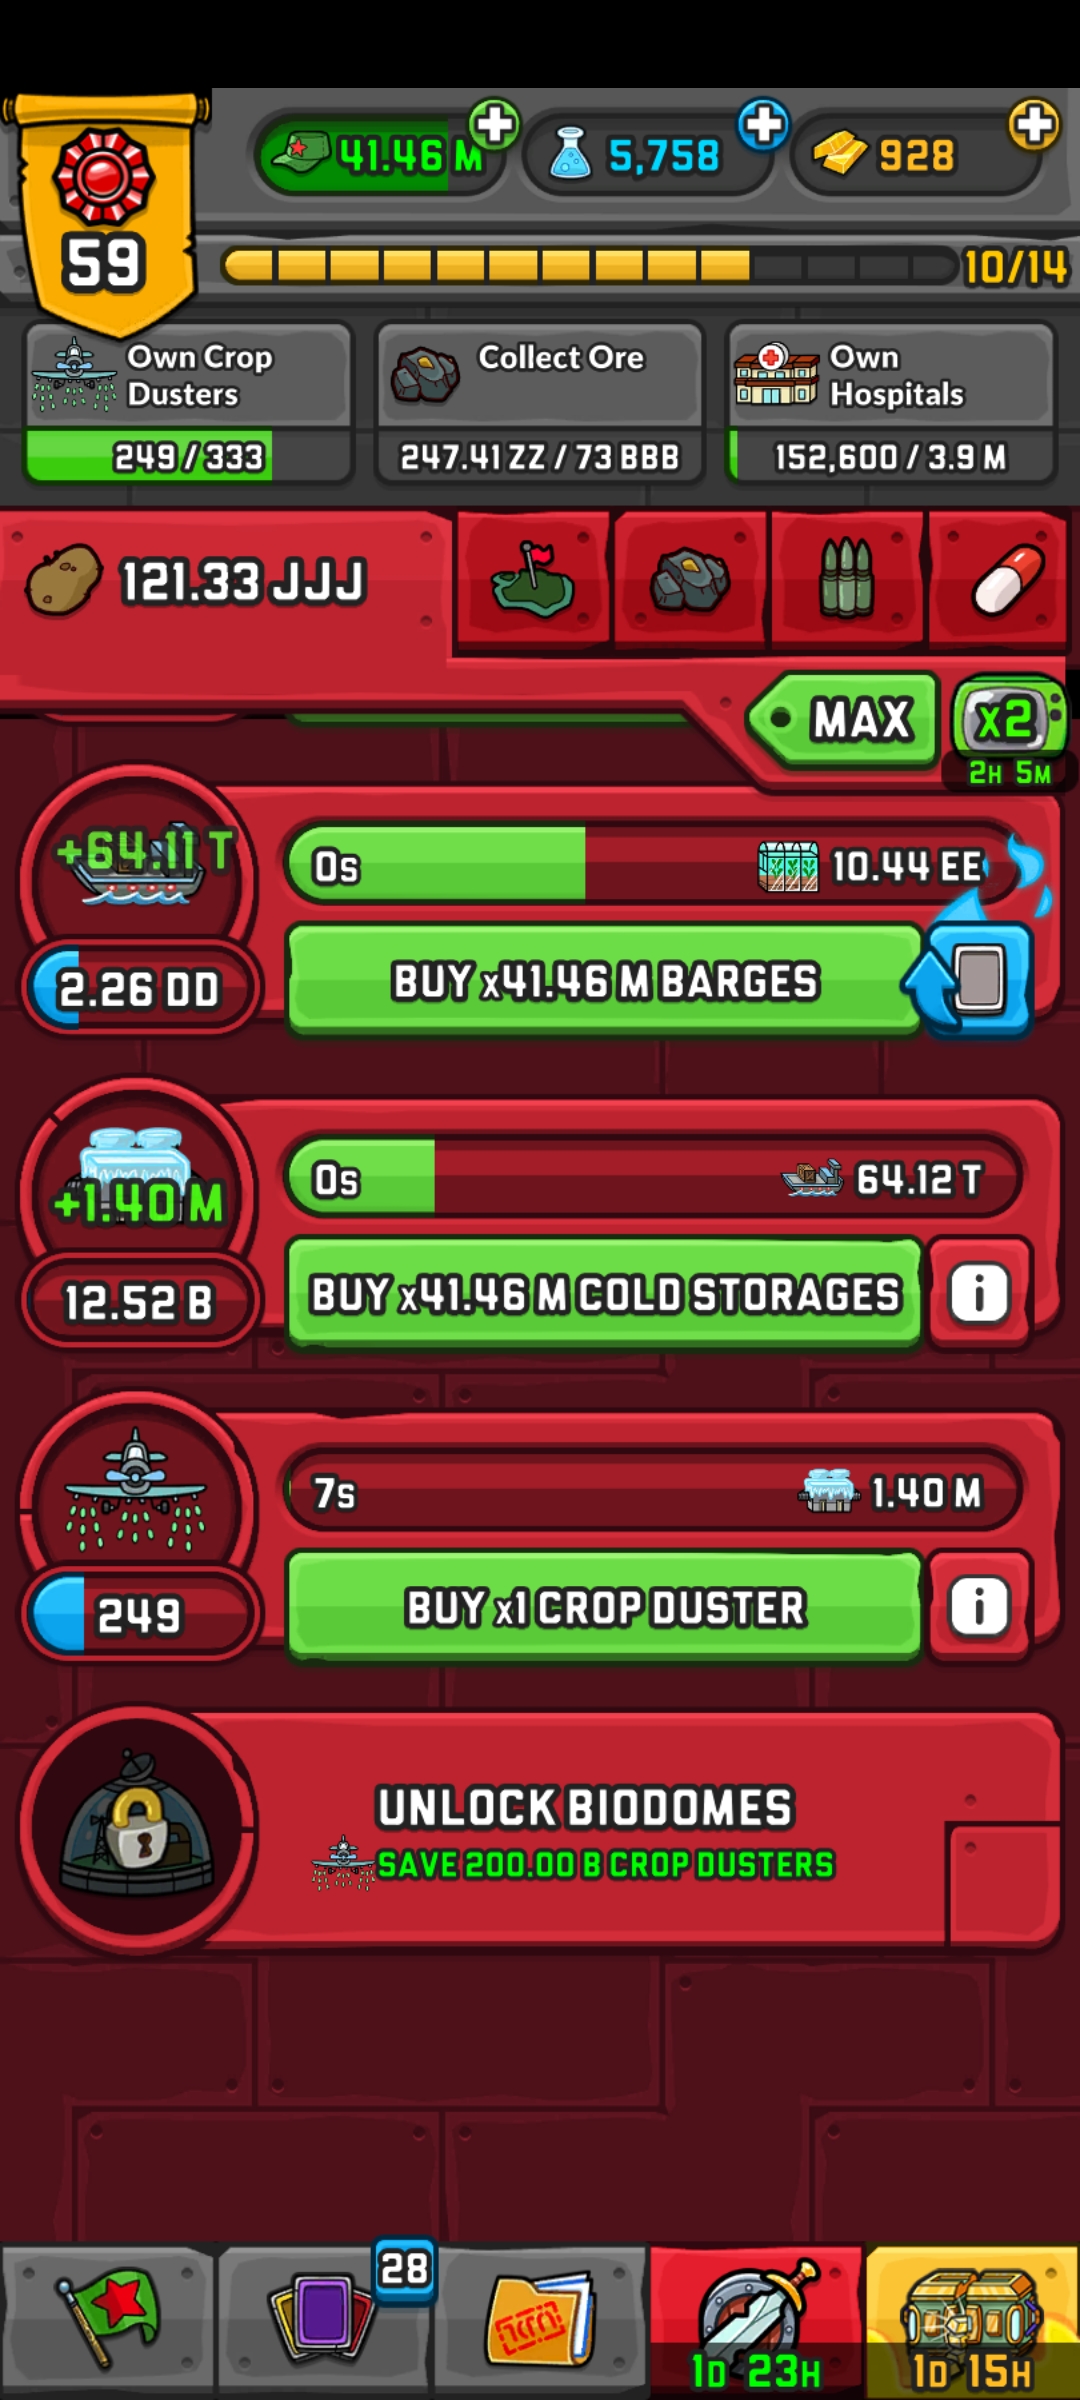 41.46 M
5,758
928
59
10/14
Own Crop
Dusters
249/333
Collect Ore
247.41 ZZ / 73 BBB
Own
Hospitals
152,600 / 3.9 M
121.33 JJJ
MAX
x2
2H 5M
+64.11 T
0s
10.44 EE
2.26 DD
BUY x41.46 M BARGES
+1.40 M
0s
64.12 T
12.52 B
BUY x41.46 M COLD STORAGES
i
7s
1.40 M
249
BUY x1 CROP DUSTER
i
UNLOCK BIODOMES
SAVE 200.00 B CROP DUSTERS
28
1D 23H
1D 15H